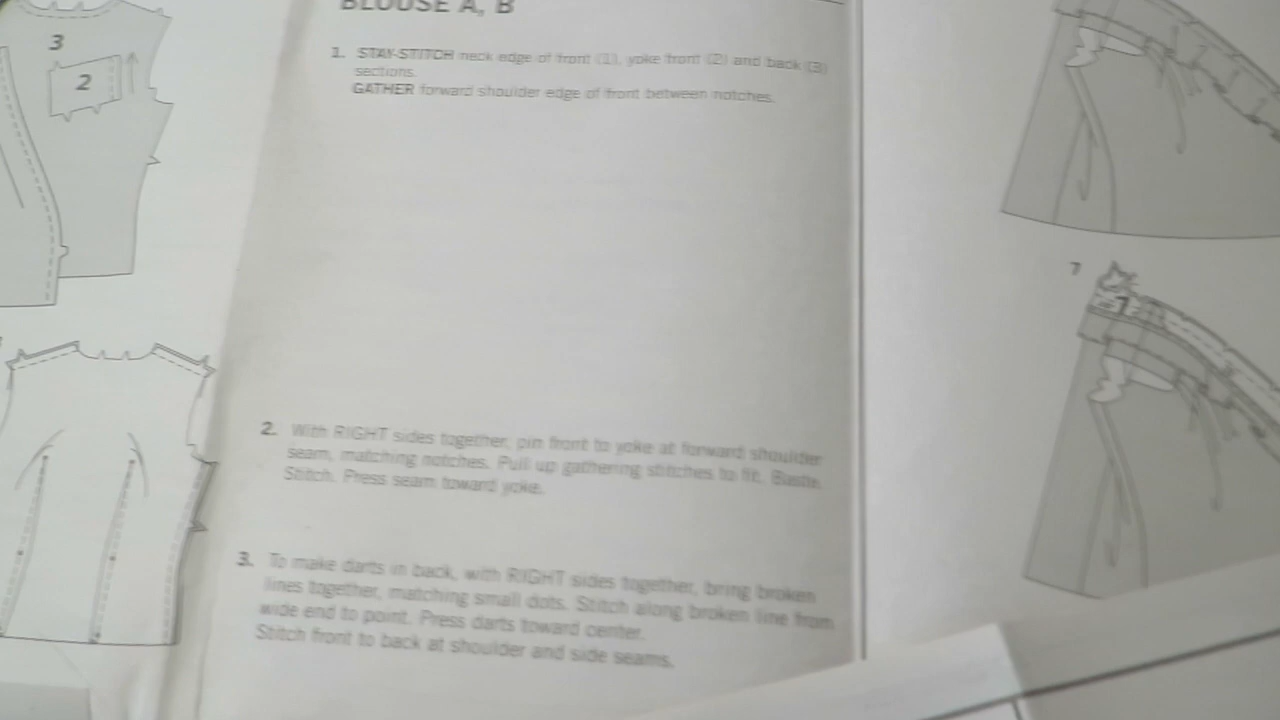 3
2
BLOUSE A, B
1. STAY-STITCH neck edge of front (1), yoke front (2) and back (3)
sections.
GATHER forward shoulder edge of front between notches.
2. With RIGHT sides together, pin front to yoke at forward shoulder
seam, matching notches. Pull up gathering stitches to fit. Baste.
Stitch. Press seam toward yoke.
3. To make darts in back, with RIGHT sides together, bring broken
lines together, matching small dots. Stitch along broken line from
wide end to point. Press darts toward center.
Stitch front to back at shoulder and side seams.
7
7